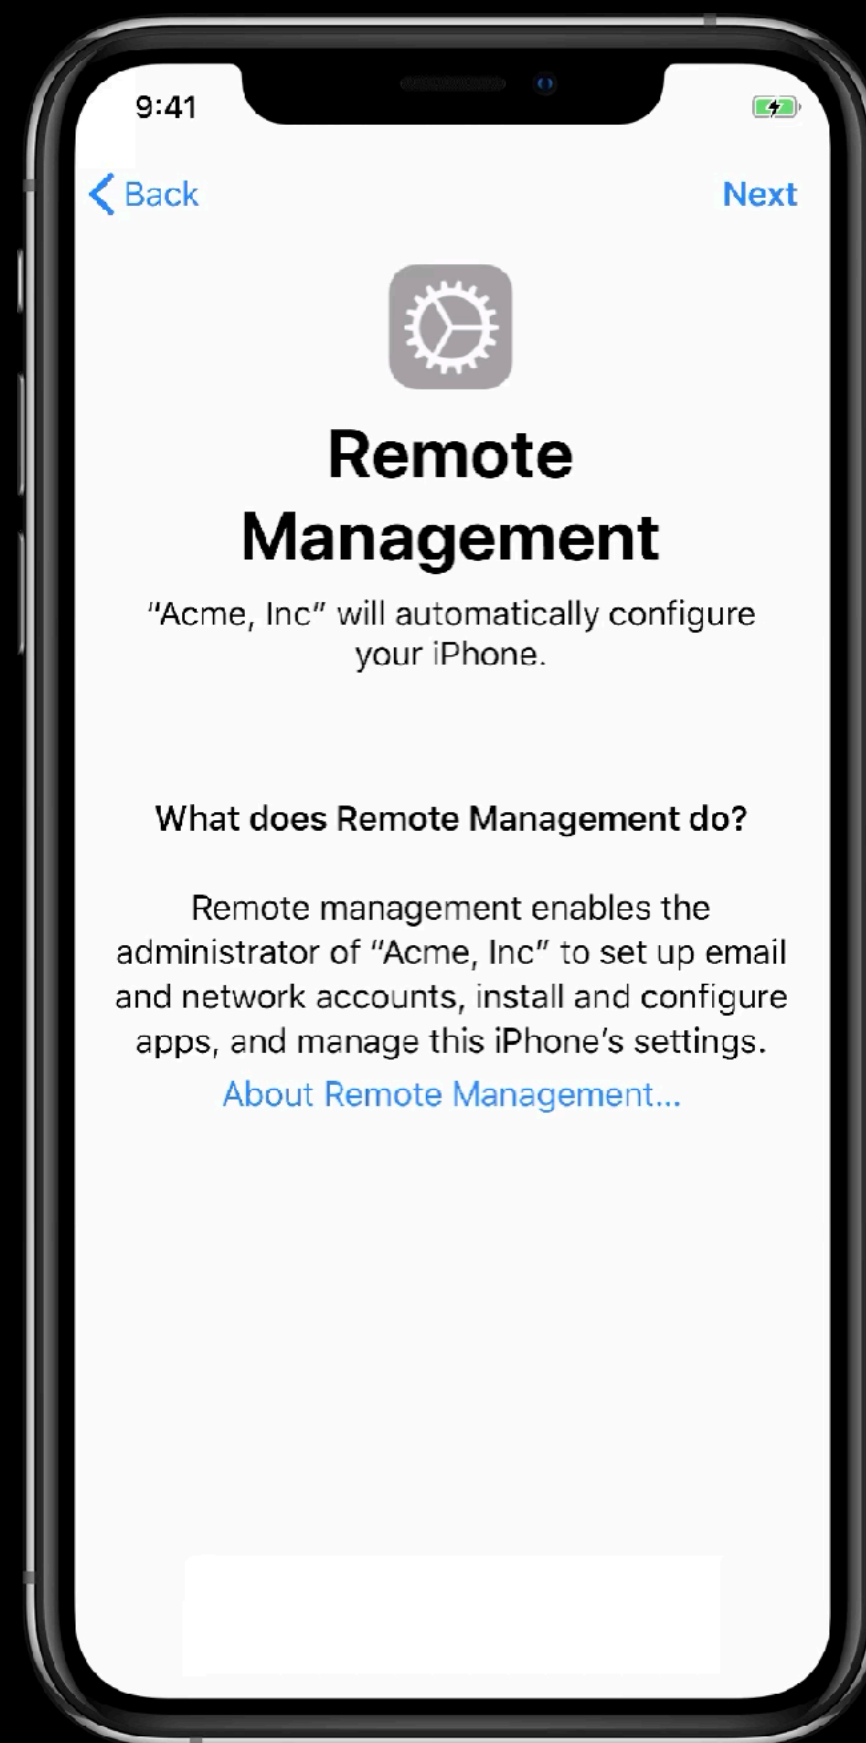 9:41
Back
Next
Remote
Management
"Acme, Inc" will automatically configure
your iPhone.
What does Remote Management do?
Remote management enables the
administrator of "Acme, Inc" to set up email
and network accounts, install and configure
apps, and manage this iPhone's settings.
About Remote Management...